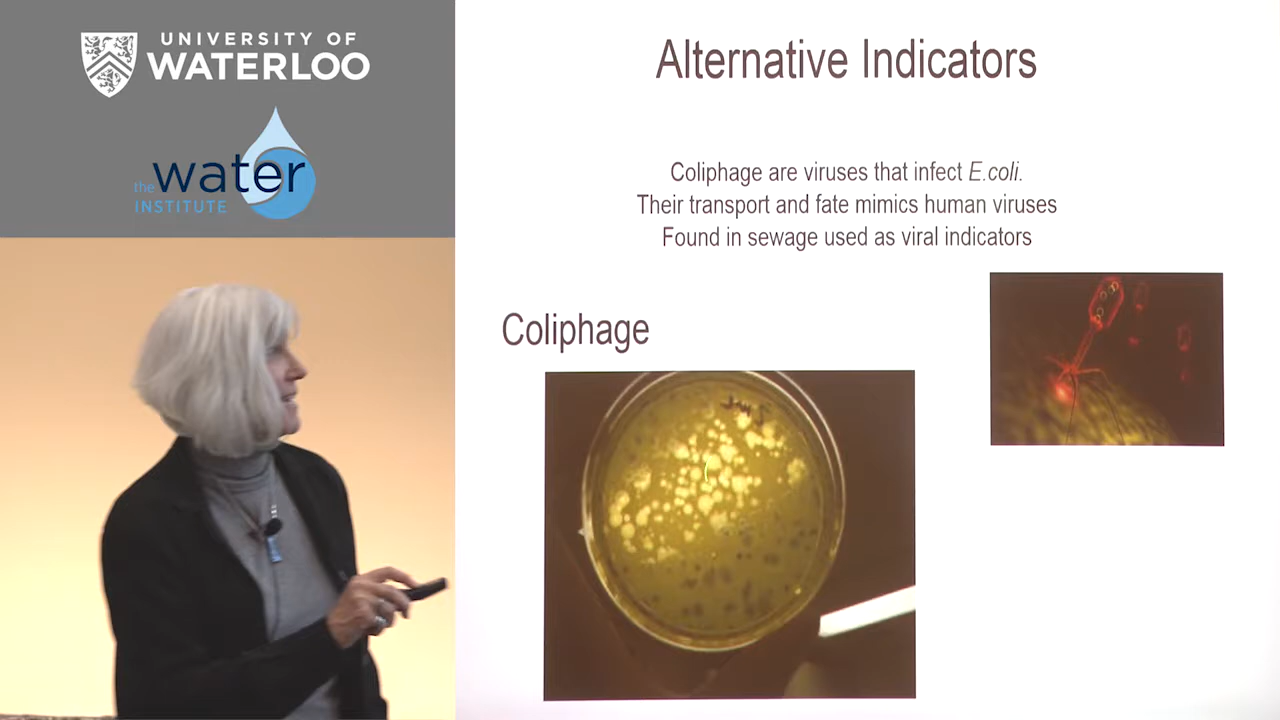 UNIVERSITY OF
WATERLOO
the water
INSTITUTE
Alternative Indicators
Coliphage are viruses that infect E.coli.
Their transport and fate mimics human viruses
Found in sewage used as viral indicators
Coliphage